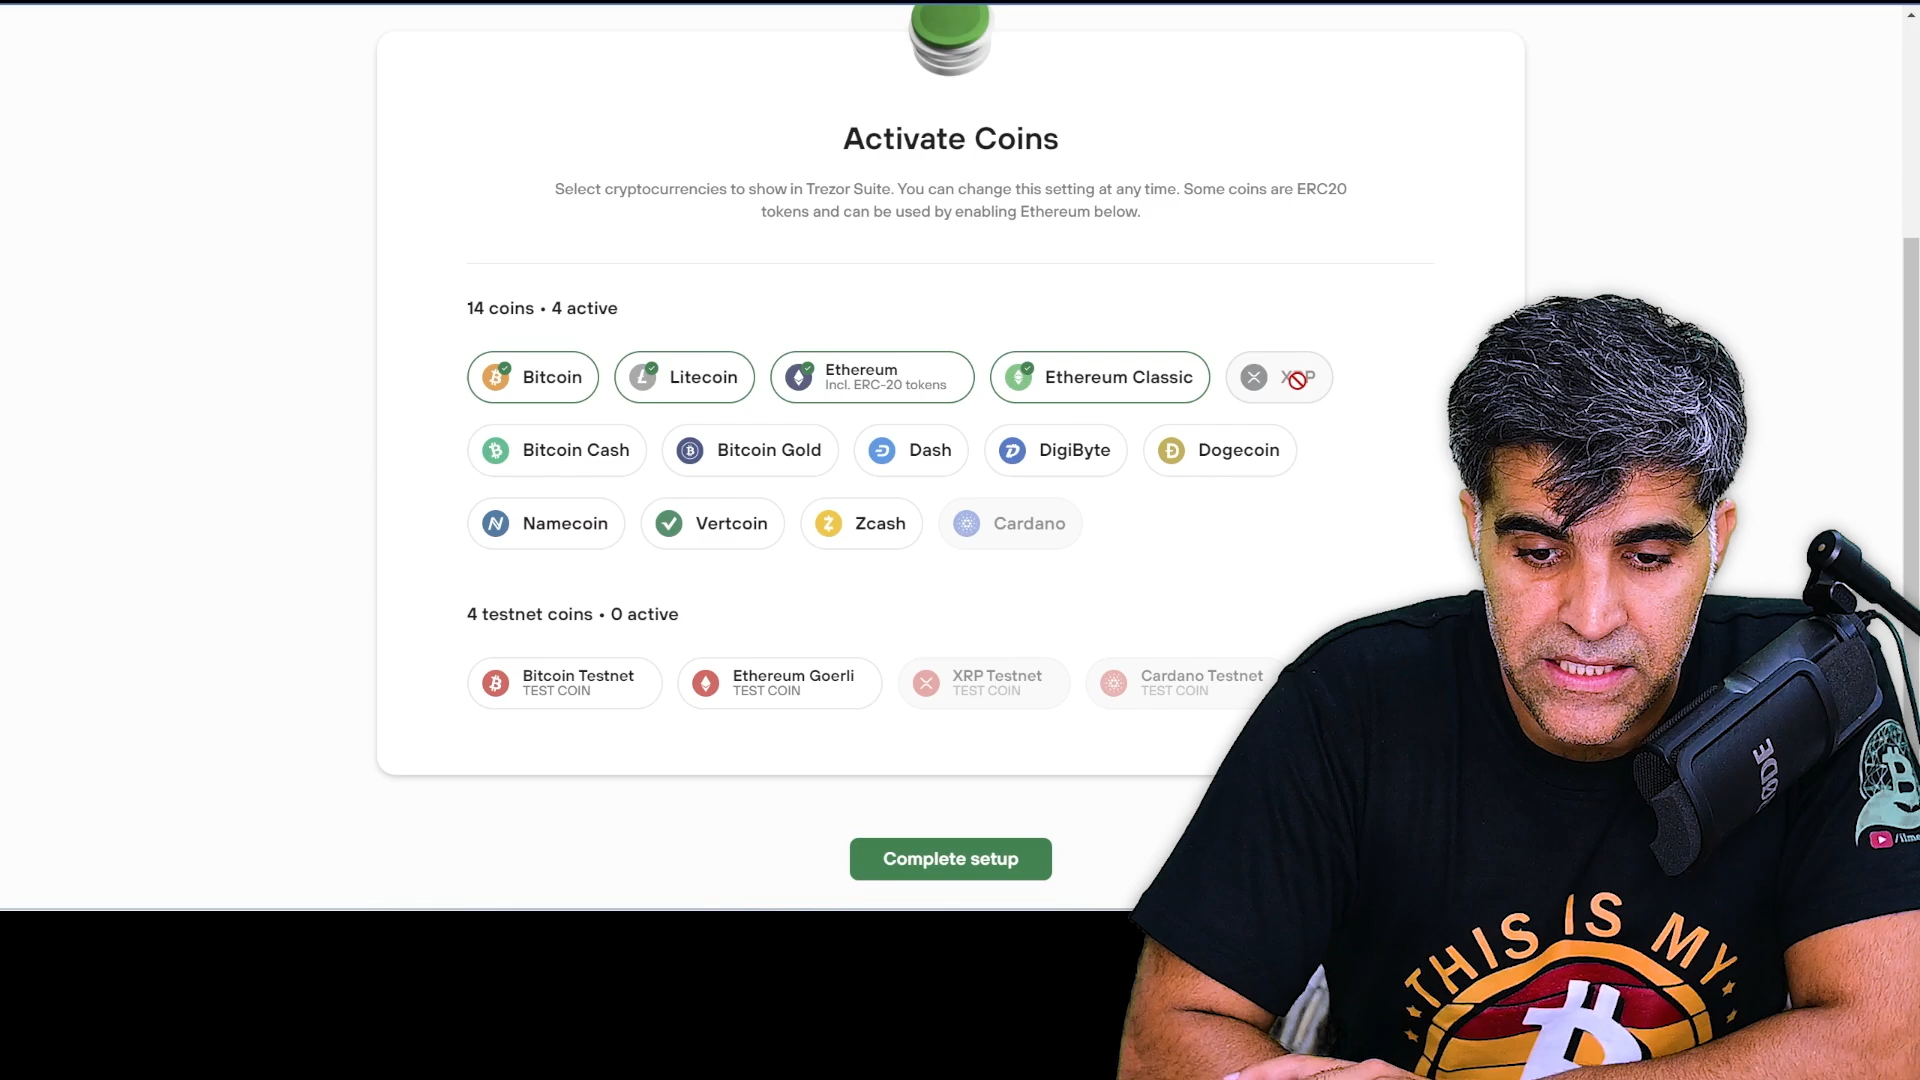 Activate Coins
Select cryptocurrencies to show in Trezor Suite. You can change this setting at any time. Some coins are ERC20
tokens and can be used by enabling Ethereum below.
14 coins • 4 active
Bitcoin
Litecoin
Ethereum
Incl. ERC-20 tokens
Ethereum Classic
XRP
Bitcoin Cash
Bitcoin Gold
Dash
DigiByte
Dogecoin
Namecoin
Vertcoin
Zcash
Cardano
4 testnet coins • 0 active
Bitcoin Testnet
TEST COIN
Ethereum Goerli
TEST COIN
XRP Testnet
TEST COIN
Cardano Testnet
TEST COIN
Complete setup
THIS IS MY